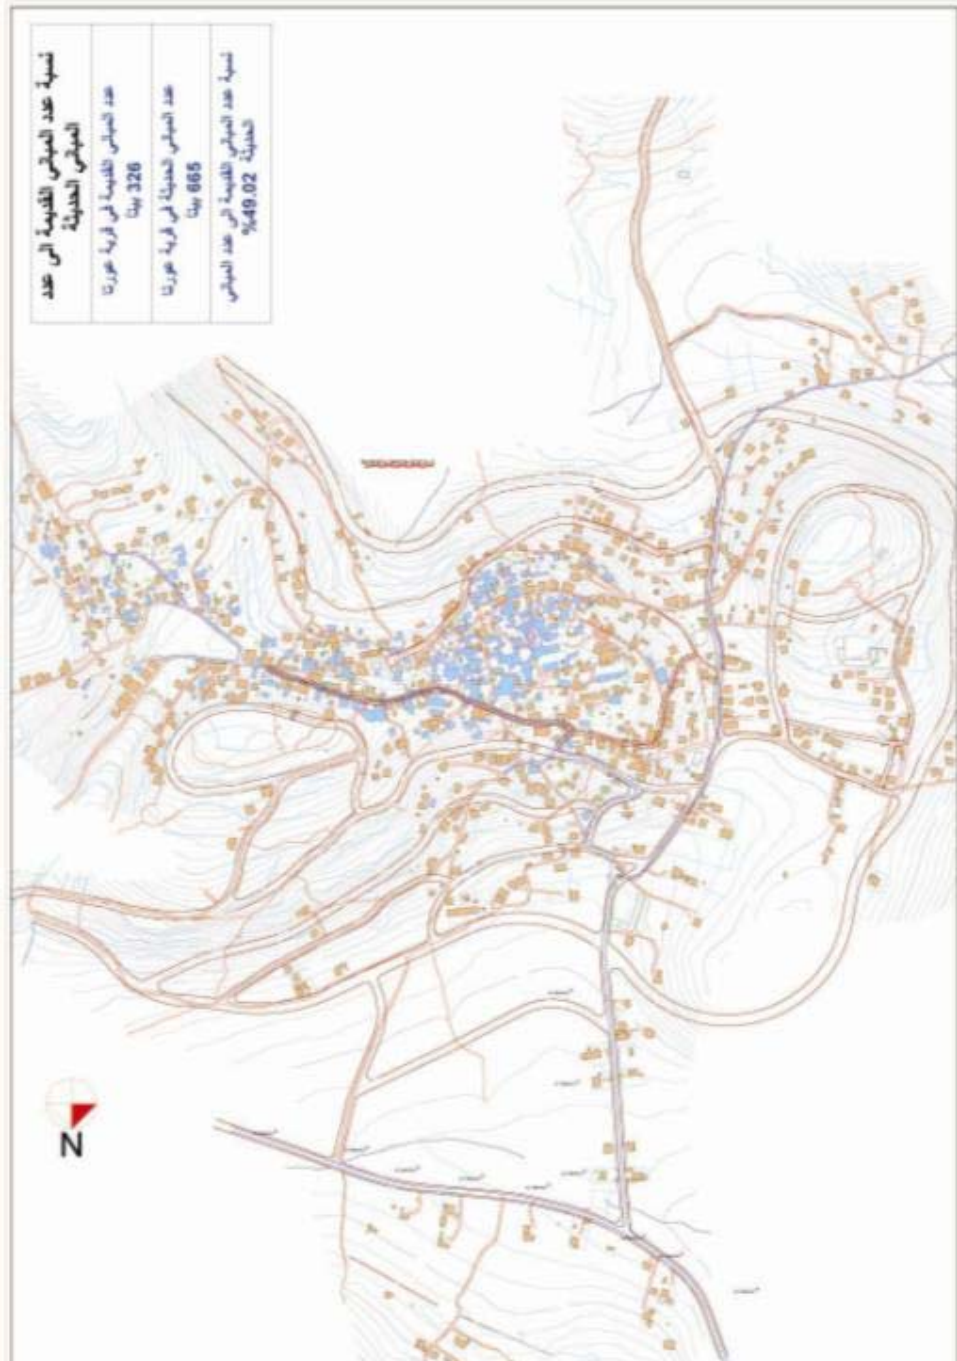 نسبة عدد المباني القديمة الى عدد
المباني الحديثة
عدد المباني القديمة في قرية عورتا
326 بيتا
عدد المباني الحديثة في قرية عورتا
665 بيتا
نسبة عدد المباني القديمة الى عدد المباني
الحديثة 49.02%
N